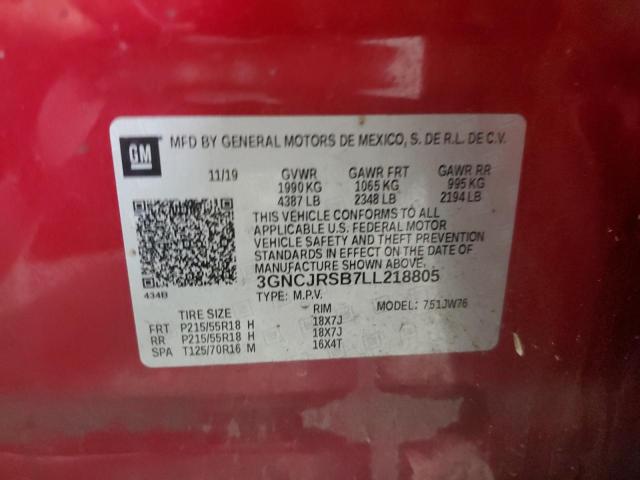 GM
MFD BY GENERAL MOTORS DE MEXICO, S. DE R.L. DE C.V.
11/19 GVWR GAWR FRT GAWR RR
1990 KG 1065 KG 995 KG
4387 LB 2348 LB 2194 LB
THIS VEHICLE CONFORMS TO ALL
APPLICABLE U.S. FEDERAL MOTOR
VEHICLE SAFETY AND THEFT PREVENTION
STANDARDS IN EFFECT ON THE DATE OF
MANUFACTURE SHOWN ABOVE.
434B
3GNCJRSB7LL218805
TYPE: M.P.V. MODEL: 7.51JW76
TIRE SIZE RIM
FRT P215/55R18 H 18X7J
RR P215/55R18 H 18X7J
SPA T125/70R16 M 16X4T